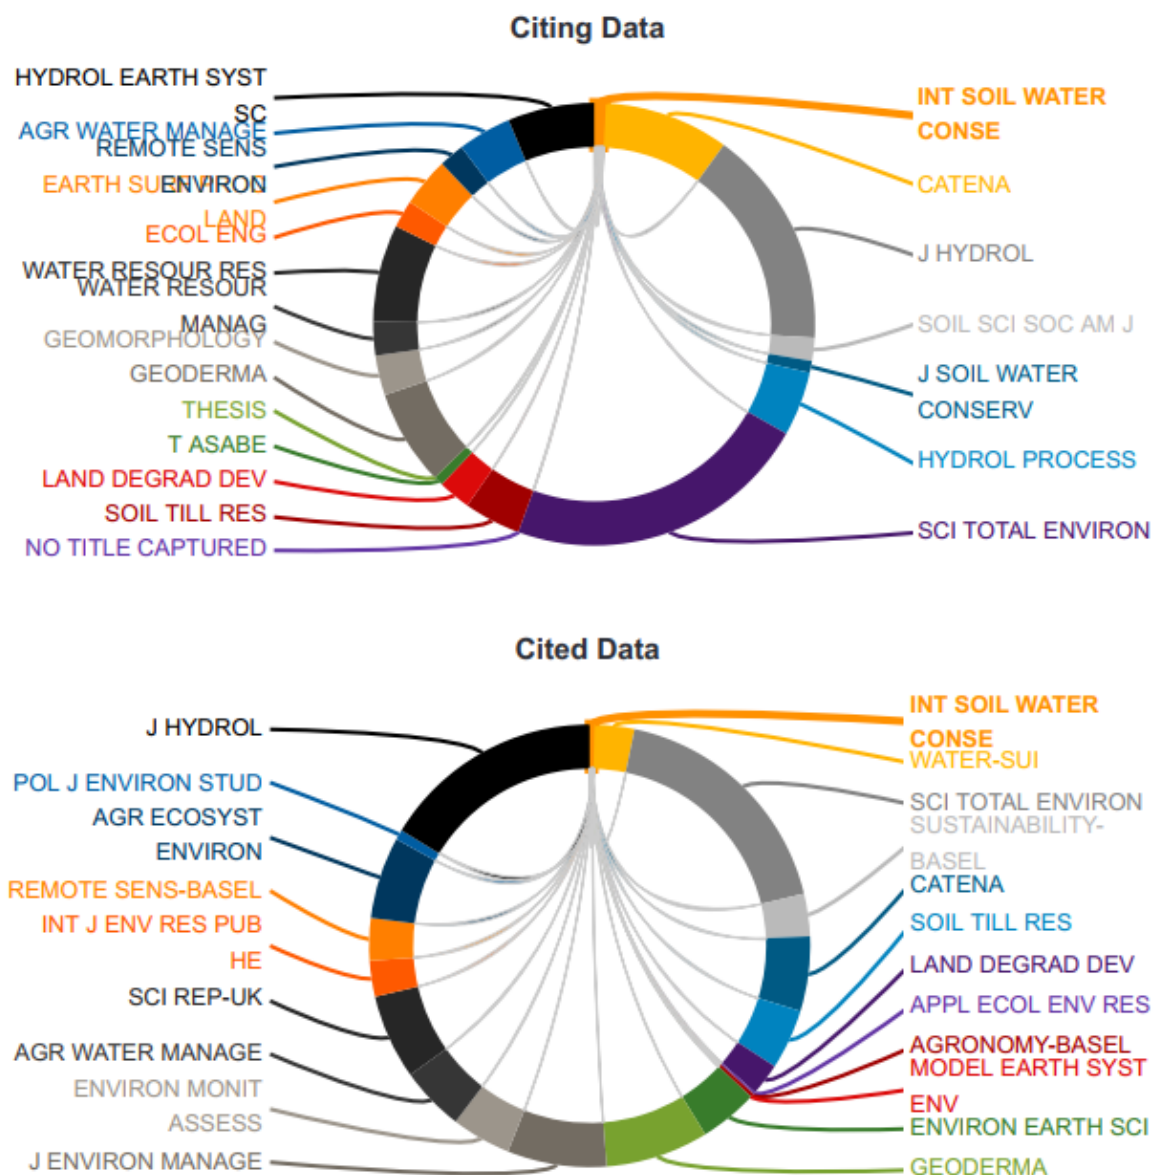 Citing Data
HYDROL EARTH SYST
SC
AGR WATER MANAGE
REMOTE SENS
ENVIRON
EARTH SU
LAND
ECOL ENG
WATER RESOUR RES
WATER RESOUR
MANAG
GEOMORPHOLOGY
GEODERMA
THESIS
T ASABE
LAND DEGRAD DEV
SOIL TILL RES
NO TITLE CAPTURED
INT SOIL WATER
CONSE
CATENA
J HYDROL
SOIL SCI SOC AM J
J SOIL WATER
CONSERV
HYDROL PROCESS
SCI TOTAL ENVIRON
Cited Data
J HYDROL
POL J ENVIRON STUD
AGR ECOSYST
ENVIRON
REMOTE SENS-BASEL
INT J ENV RES PUB
HE
SCI REP-UK
AGR WATER MANAGE
ENVIRON MONIT
ASSESS
J ENVIRON MANAGE
INT SOIL WATER
CONSE
WATER-SUI
SCI TOTAL ENVIRON
SUSTAINABILITY-
BASEL
CATENA
SOIL TILL RES
LAND DEGRAD DEV
APPL ECOL ENV RES
AGRONOMY-BASEL
MODEL EARTH SYST
ENV
ENVIRON EARTH SCI
GEODERMA